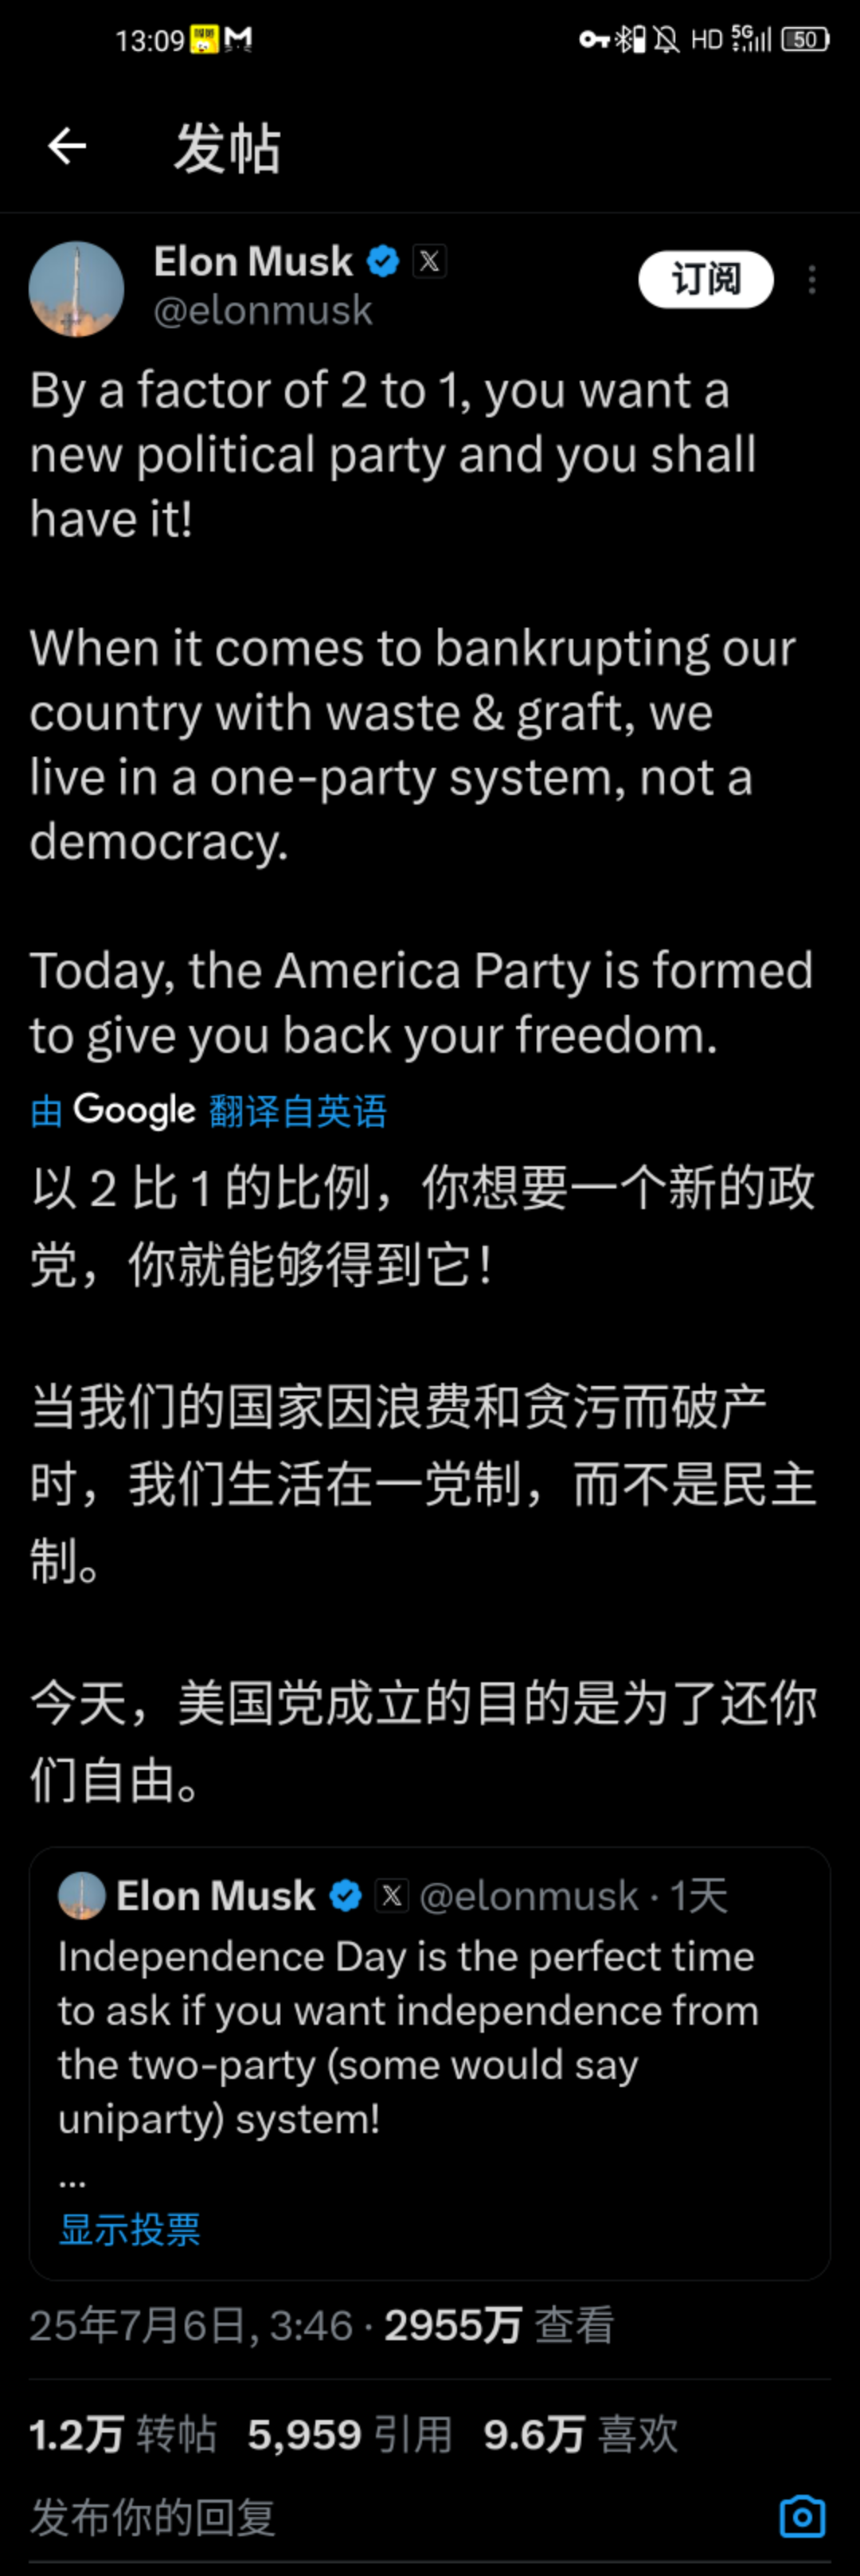 13:09 HD 5G 50
发帖
Elon Musk
订阅
@elonmusk
By a factor of 2 to 1, you want a
new political party and you shall
have it!
When it comes to bankrupting our
country with waste & graft, we
live in a one-party system, not a
democracy.
Today, the America Party is formed
to give you back your freedom.
由 Google 翻译自英语
以 2 比 1 的比例，你想要一个新的政
党，你就能够得到它！
当我们的国家因浪费和贪污而破产
时，我们生活在一党制，而不是民主
制。
今天，美国党成立的目的是为了还你
们自由。
Elon Musk @elonmusk · 1天
Independence Day is the perfect time
to ask if you want independence from
the two-party (some would say
uniparty) system!
...
显示投票
25年7月6日, 3:46 · 2955万 查看
1.2万 转帖 5,959 引用 9.6万 喜欢
发布你的回复